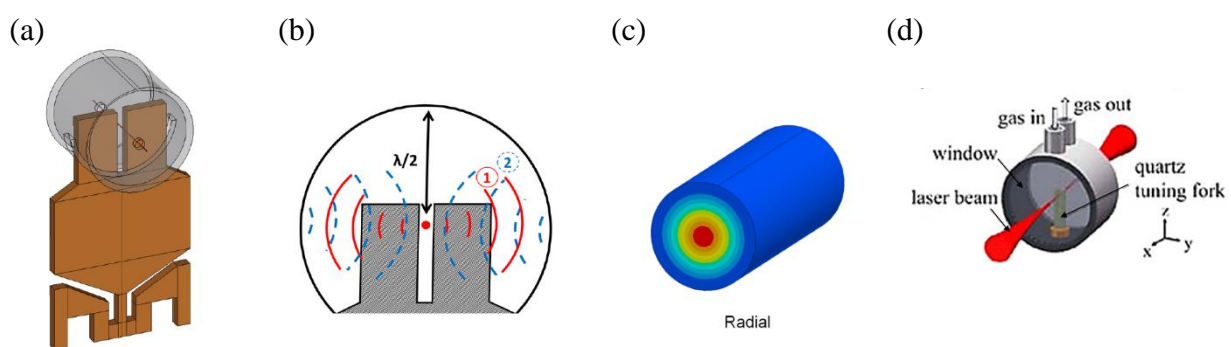 (a)
(b)
(c)
(d)
λ/2
1
2
Radial
gas in
gas out
window
laser beam
quartz
tuning fork
z
x
y